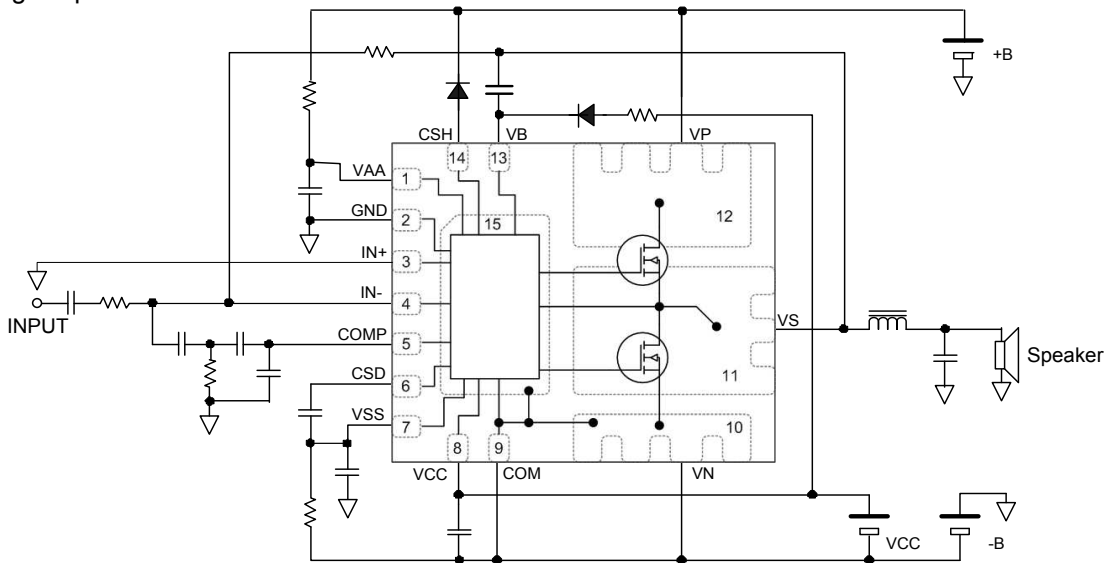 +B
CSH
VB
VP
14
13
VAA
1
12
GND
2
15
IN+
3
IN-
4
INPUT
VS
COMP
5
Speaker
CSD
6
11
VSS
7
10
8
9
VCC
COM
VN
VCC
-B